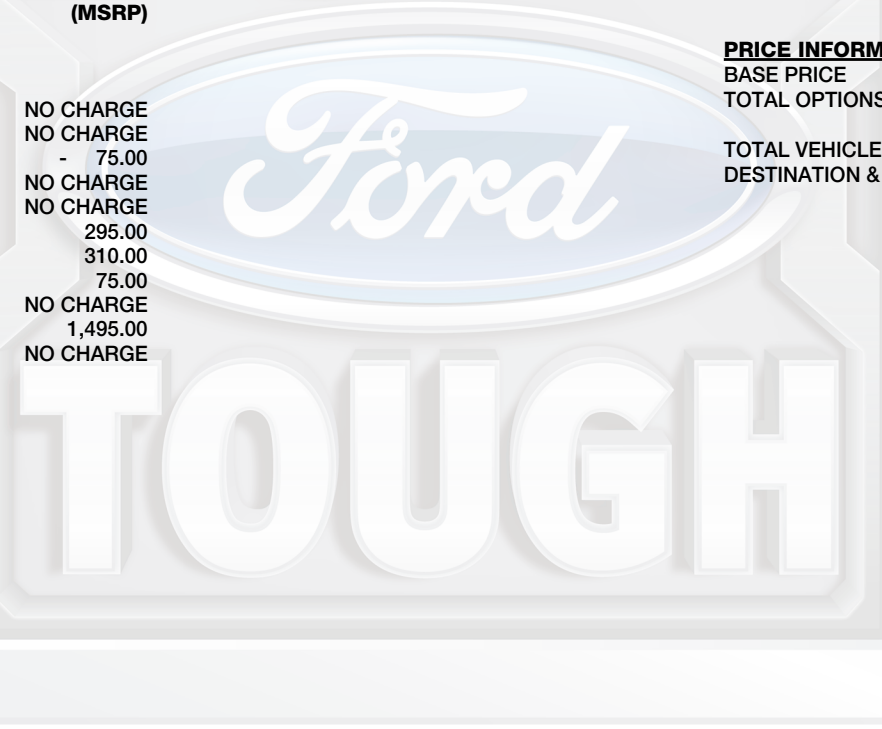 (MSRP)
NO CHARGE
NO CHARGE
- 75.00
NO CHARGE
NO CHARGE
295.00
310.00
75.00
NO CHARGE
1,495.00
NO CHARGE
PRICE INFORM
BASE PRICE
TOTAL OPTIONS
TOTAL VEHICLE
DESTINATION &
Ford
TOUGH